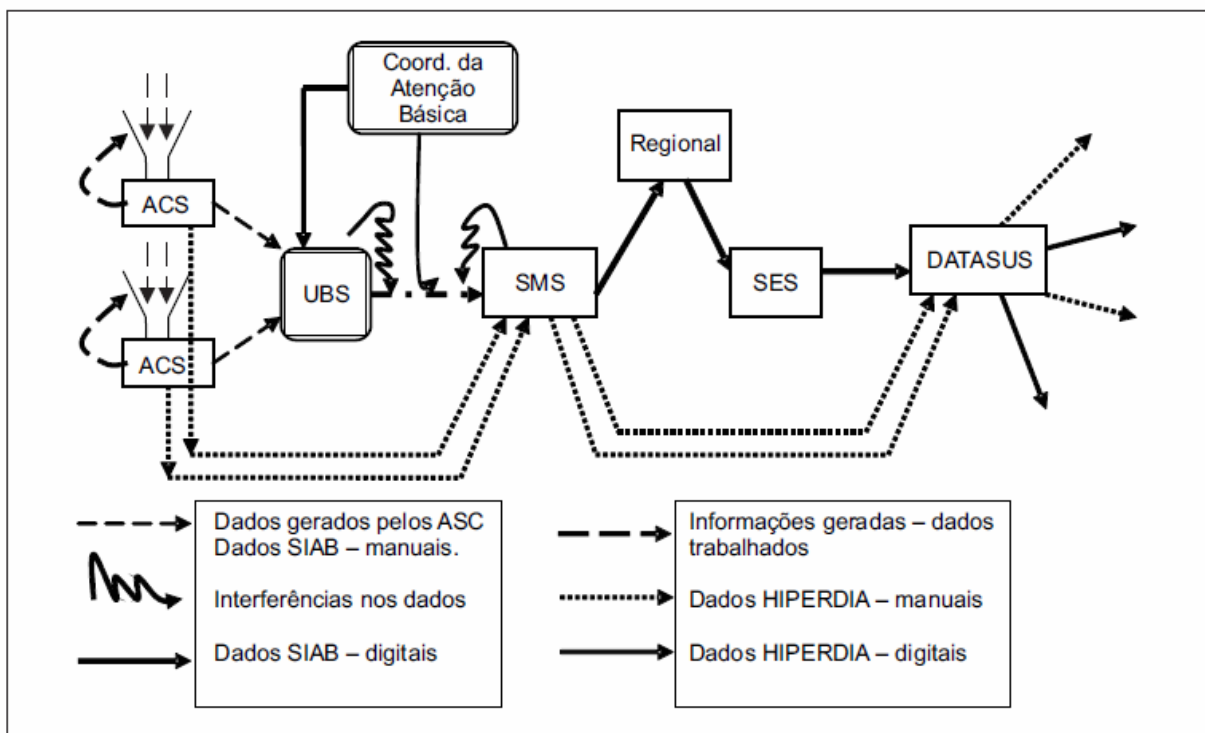 Coord. da
Atenção
Básica
Regional
ACS
UBS
SMS
SES
DATASUS
ACS
Dados gerados pelos ASC
Dados SIAB – manuais.
Interferências nos dados
Dados SIAB – digitais
Informações geradas – dados
trabalhados
Dados HIPERDIA – manuais
Dados HIPERDIA – digitais